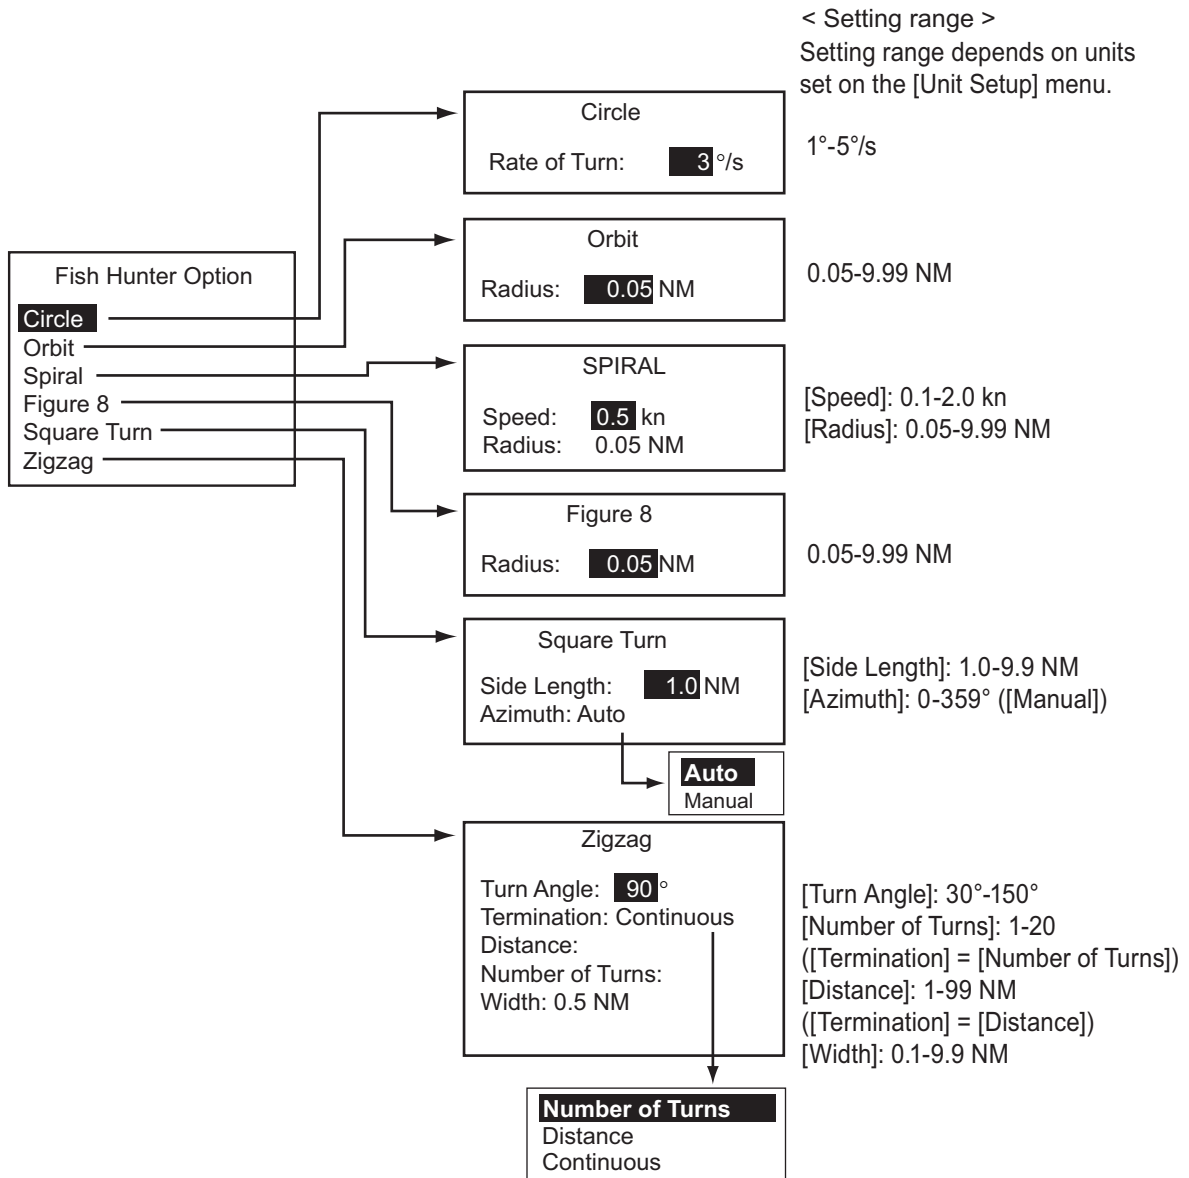 < Setting range >
Setting range depends on units
set on the [Unit Setup] menu.
Fish Hunter Option
Circle
Orbit
Spiral
Figure 8
Square Turn
Zigzag
Circle
Rate of Turn: 3 °/s
1°-5°/s
Orbit
Radius: 0.05 NM
0.05-9.99 NM
SPIRAL
Speed: 0.5 kn
Radius: 0.05 NM
[Speed]: 0.1-2.0 kn
[Radius]: 0.05-9.99 NM
Figure 8
Radius: 0.05 NM
0.05-9.99 NM
Square Turn
Side Length: 1.0 NM
Azimuth: Auto
[Side Length]: 1.0-9.9 NM
[Azimuth]: 0-359° ([Manual])
Auto
Manual
Zigzag
Turn Angle: 90 °
Termination: Continuous
Distance:
Number of Turns:
Width: 0.5 NM
[Turn Angle]: 30°-150°
[Number of Turns]: 1-20
([Termination] = [Number of Turns])
[Distance]: 1-99 NM
([Termination] = [Distance])
[Width]: 0.1-9.9 NM
Number of Turns
Distance
Continuous